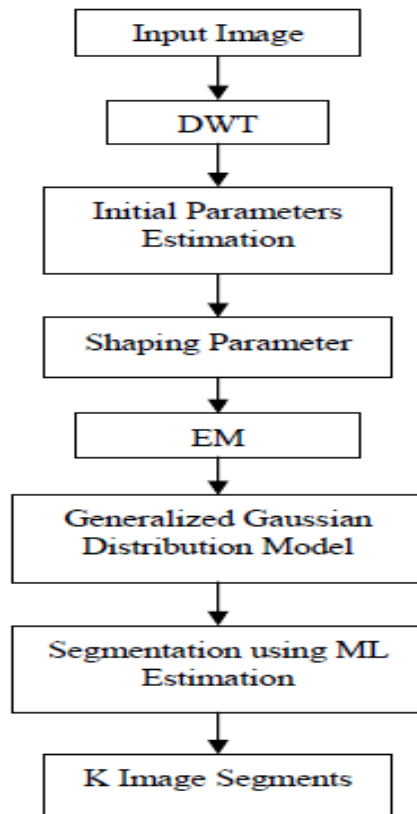 Input Image
DWT
Initial Parameters
Estimation
Shaping Parameter
EM
Generalized Gaussian
Distribution Model
Segmentation using ML
Estimation
K Image Segments